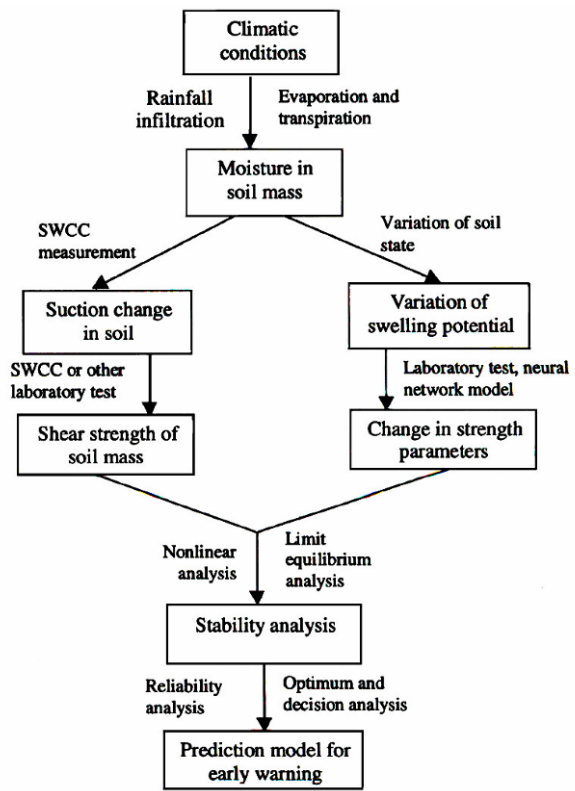 Climatic
conditions
Rainfall
infiltration
Evaporation and
transpiration
Moisture in
soil mass
SWCC
measurement
Variation of soil
state
Suction change
in soil
Variation of
swelling potential
SWCC or other
laboratory test
Laboratory test, neural
network model
Shear strength of
soil mass
Change in strength
parameters
Nonlinear
analysis
Limit
equilibrium
analysis
Stability analysis
Reliability
analysis
Optimum and
decision analysis
Prediction model for
early warning